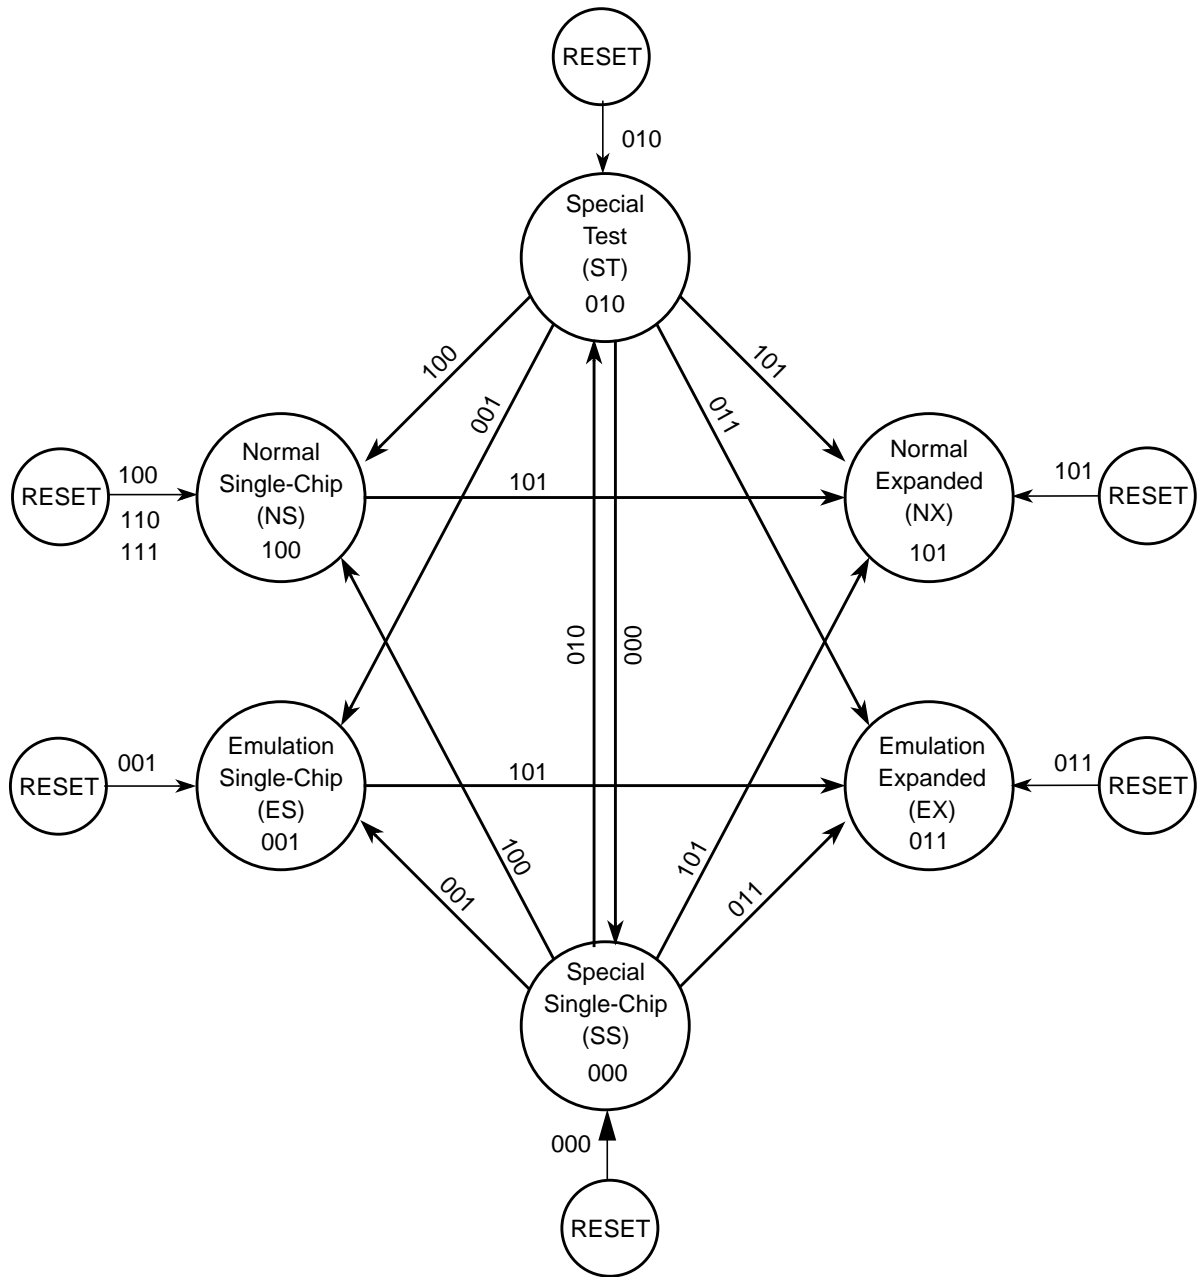 RESET
010
Special
Test
(ST)
010
100
101
001
011
Normal
Single-Chip
(NS)
100
Normal
Expanded
(NX)
101
RESET
100
110
111
101
101
RESET
010
000
Emulation
Single-Chip
(ES)
001
Emulation
Expanded
(EX)
011
RESET
001
101
011
RESET
100
101
001
011
Special
Single-Chip
(SS)
000
000
RESET